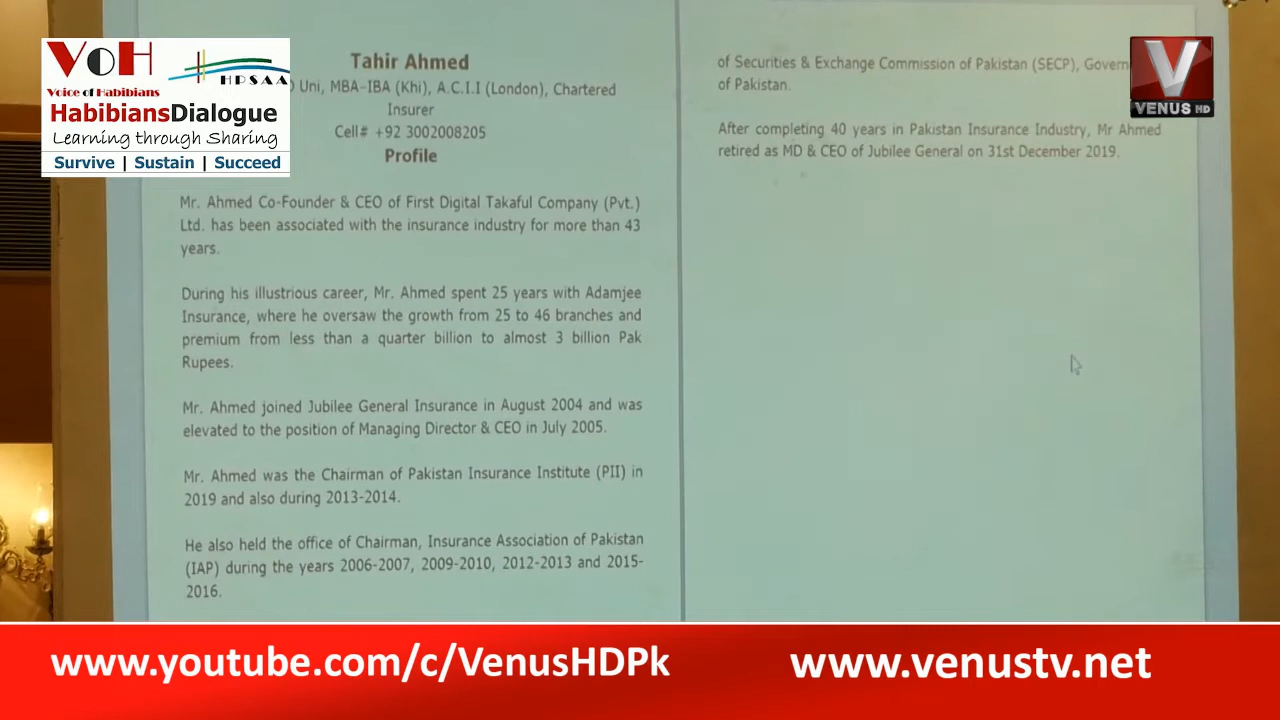 VoH
Voice of Habibians
HPSAA
HabibiansDialogue
Learning through Sharing
Survive | Sustain | Succeed
Tahir Ahmed
Uni, MBA-IBA (Khi), A.C.I.I (London), Chartered
Insurer
Cell# +92 3002008205
Profile
Mr. Ahmed Co-Founder & CEO of First Digital Takaful Company (Pvt.)
Ltd. has been associated with the insurance industry for more than 43
years.
During his illustrious career, Mr. Ahmed spent 25 years with Adamjee
Insurance, where he oversaw the growth from 25 to 46 branches and
premium from less than a quarter billion to almost 3 billion Pak
Rupees.
Mr. Ahmed joined Jubilee General Insurance in August 2004 and was
elevated to the position of Managing Director & CEO in July 2005.
Mr. Ahmed was the Chairman of Pakistan Insurance Institute (PII) in
2019 and also during 2013-2014.
He also held the office of Chairman, Insurance Association of Pakistan
(IAP) during the years 2006-2007, 2009-2010, 2012-2013 and 2015-
2016.
of Securities & Exchange Commission of Pakistan (SECP),
of Pakistan.
After completing 40 years in Pakistan Insurance Industry, Mr Ahmed
retired as MD & CEO of Jubilee General on 31st December 2019.
V
VENUS HD
www.youtube.com/c/VenusHDPk
www.venustv.net